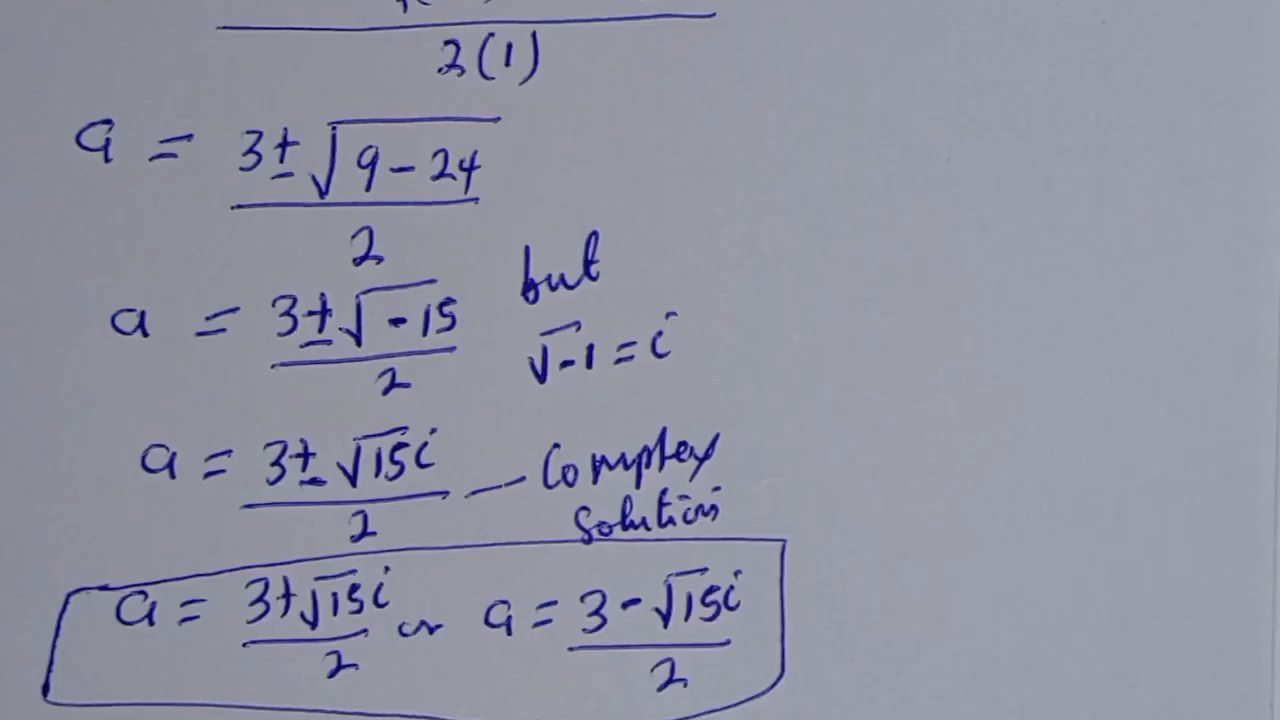 2(1)
a = 3±√9-24
2
a = 3±√-15 but
2 √-1 = i
a = 3±√15i — Complex
2 Solution
a = 3+√15i or a = 3-√15i
2 2